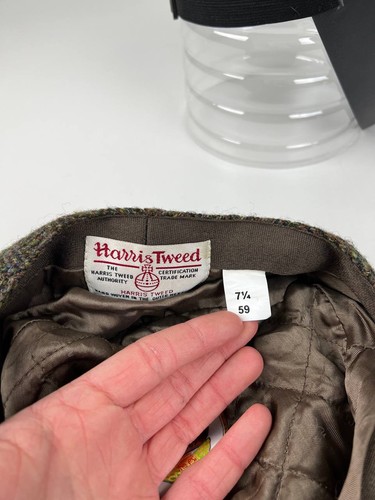 Harris Tweed
THE HARRIS TWEED AUTHORITY
CERTIFICATION TRADE MARK
HARRIS TWEED
7¼
59